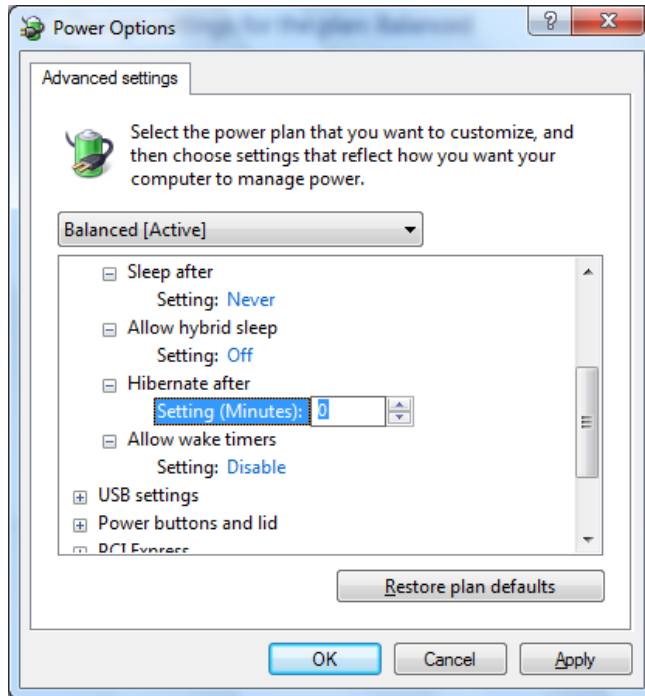 Power Options
Advanced settings
Select the power plan that you want to customize, and
then choose settings that reflect how you want your
computer to manage power.
Balanced [Active]
Sleep after
Setting: Never
Allow hybrid sleep
Setting: Off
Hibernate after
Setting (Minutes): 0
Allow wake timers
Setting: Disable
USB settings
Power buttons and lid
PCI Express
Restore plan defaults
OK Cancel Apply